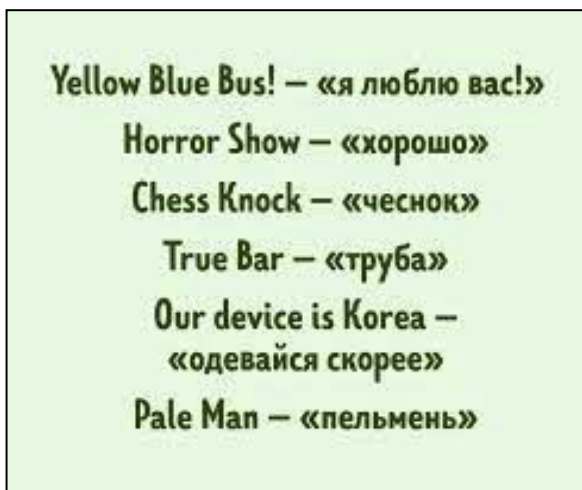 Yellow Blue Bus! – «я люблю вас!»
Horror Show – «хорошо»
Chess Knock – «чеснок»
True Bar – «труба»
Our device is Korea –
«одевайся скорее»
Pale Man – «пельмень»